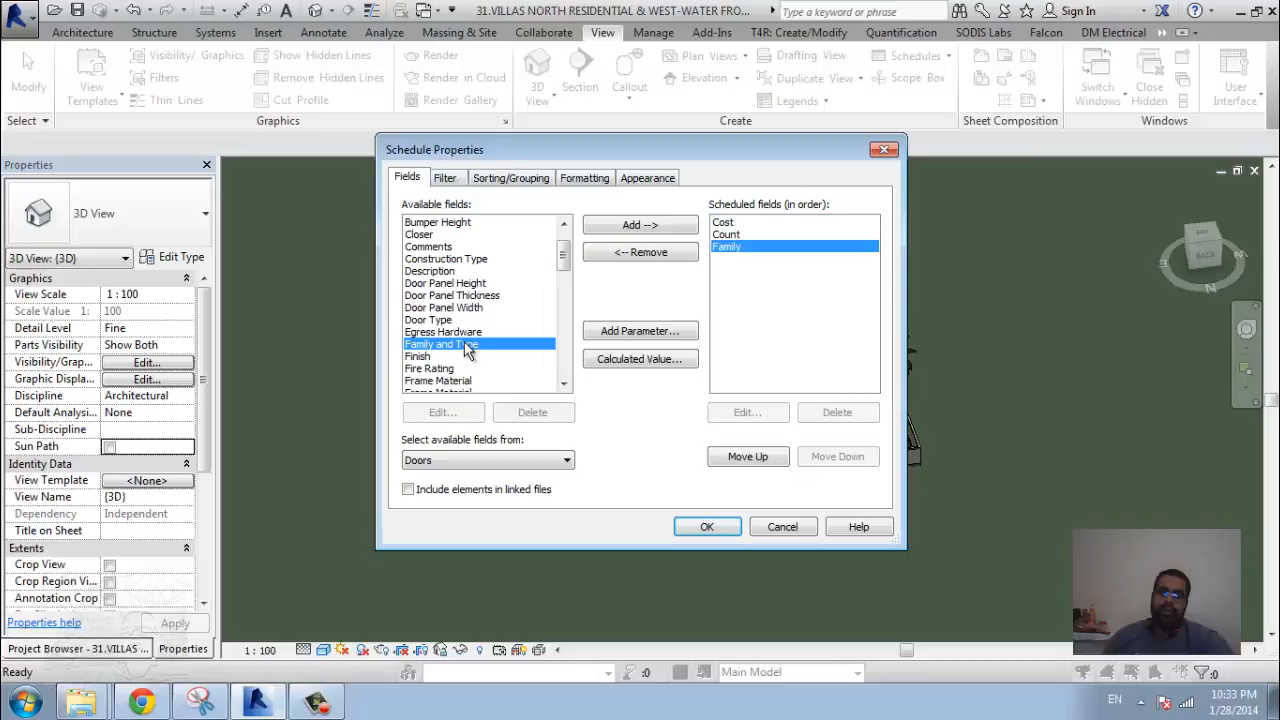 31.VILLAS NORTH RESIDENTIAL & WEST-WATER FRO...
Type a keyword or phrase
Sign In
Architecture
Structure
Systems
Insert
Annotate
Analyze
Massing & Site
Collaborate
View
Manage
Add-Ins
T4R: Create/Modify
Quantification
SODIS Labs
Falcon
DM Electrical
Modify
View Templates
Visibility/ Graphics
Filters
Thin Lines
Show Hidden Lines
Remove Hidden Lines
Cut Profile
Render
Render in Cloud
Render Gallery
3D View
Section
Callout
Plan Views
Elevation
Legends
Drafting View
Duplicate View
Schedules
Scope Box
Switch Windows
Close Hidden
User Interface
Select
Graphics
Create
Sheet Composition
Windows
Properties
3D View
3D View: {3D}
Edit Type
Graphics
View Scale 1 : 100
Scale Value 1: 100
Detail Level Fine
Parts Visibility Show Both
Visibility/Grap... Edit...
Graphic Displa... Edit...
Discipline Architectural
Default Analysi... None
Sub-Discipline
Sun Path
Identity Data
View Template <None>
View Name {3D}
Dependency Independent
Title on Sheet
Extents
Crop View
Crop Region Vi...
Annotation Crop
Properties help
Apply
Project Browser - 31.VILLAS ...
Properties
Schedule Properties
Fields
Filter
Sorting/Grouping
Formatting
Appearance
Available fields:
Bumper Height
Closer
Comments
Construction Type
Description
Door Panel Height
Door Panel Thickness
Door Panel Width
Door Type
Egress Hardware
Family and Type
Finish
Fire Rating
Frame Material
Add -->
<-- Remove
Add Parameter...
Calculated Value...
Scheduled fields (in order):
Cost
Count
Family
Edit...
Delete
Edit...
Delete
Select available fields from:
Doors
Move Up
Move Down
Include elements in linked files
OK
Cancel
Help
BACK
N
1 : 100
Ready
:0
Main Model
:0
EN
10:33 PM
1/28/2014